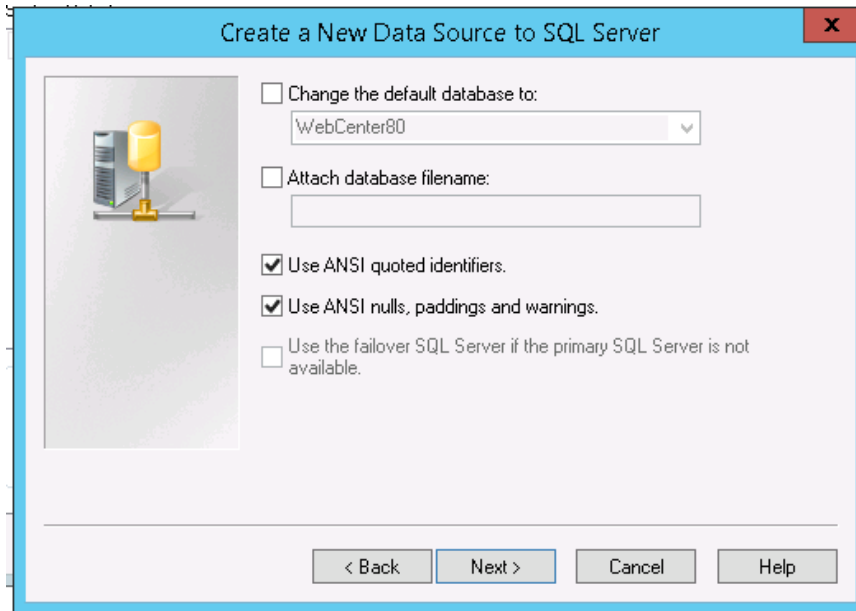 Create a New Data Source to SQL Server
x
Change the default database to:
WebCenter80
Attach database filename:
Use ANSI quoted identifiers.
Use ANSI nulls, paddings and warnings.
Use the failover SQL Server if the primary SQL Server is not
available.
< Back
Next >
Cancel
Help